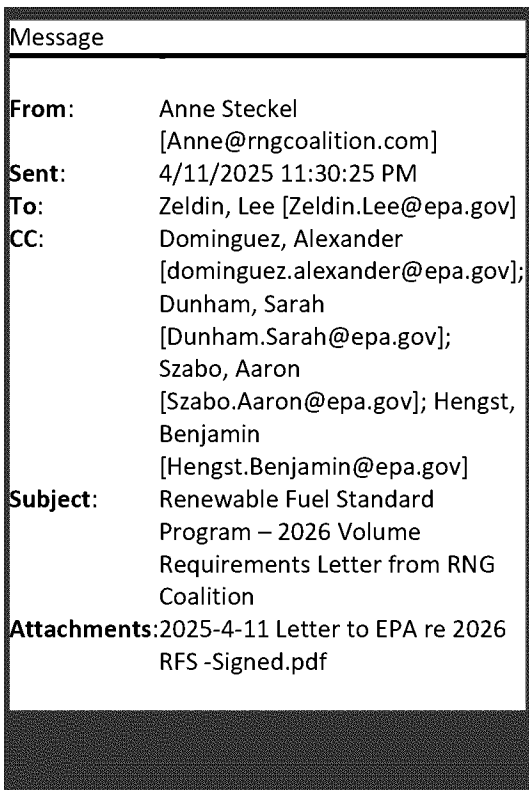 Message
From: Anne Steckel
[Anne@rngcoalition.com]
Sent: 4/11/2025 11:30:25 PM
To: Zeldin, Lee [Zeldin.Lee@epa.gov]
CC: Dominguez, Alexander
[dominguez.alexander@epa.gov];
Dunham, Sarah
[Dunham.Sarah@epa.gov];
Szabo, Aaron
[Szabo.Aaron@epa.gov]; Hengst,
Benjamin
[Hengst.Benjamin@epa.gov]
Subject: Renewable Fuel Standard
Program – 2026 Volume
Requirements Letter from RNG
Coalition
Attachments:2025-4-11 Letter to EPA re 2026
RFS -Signed.pdf